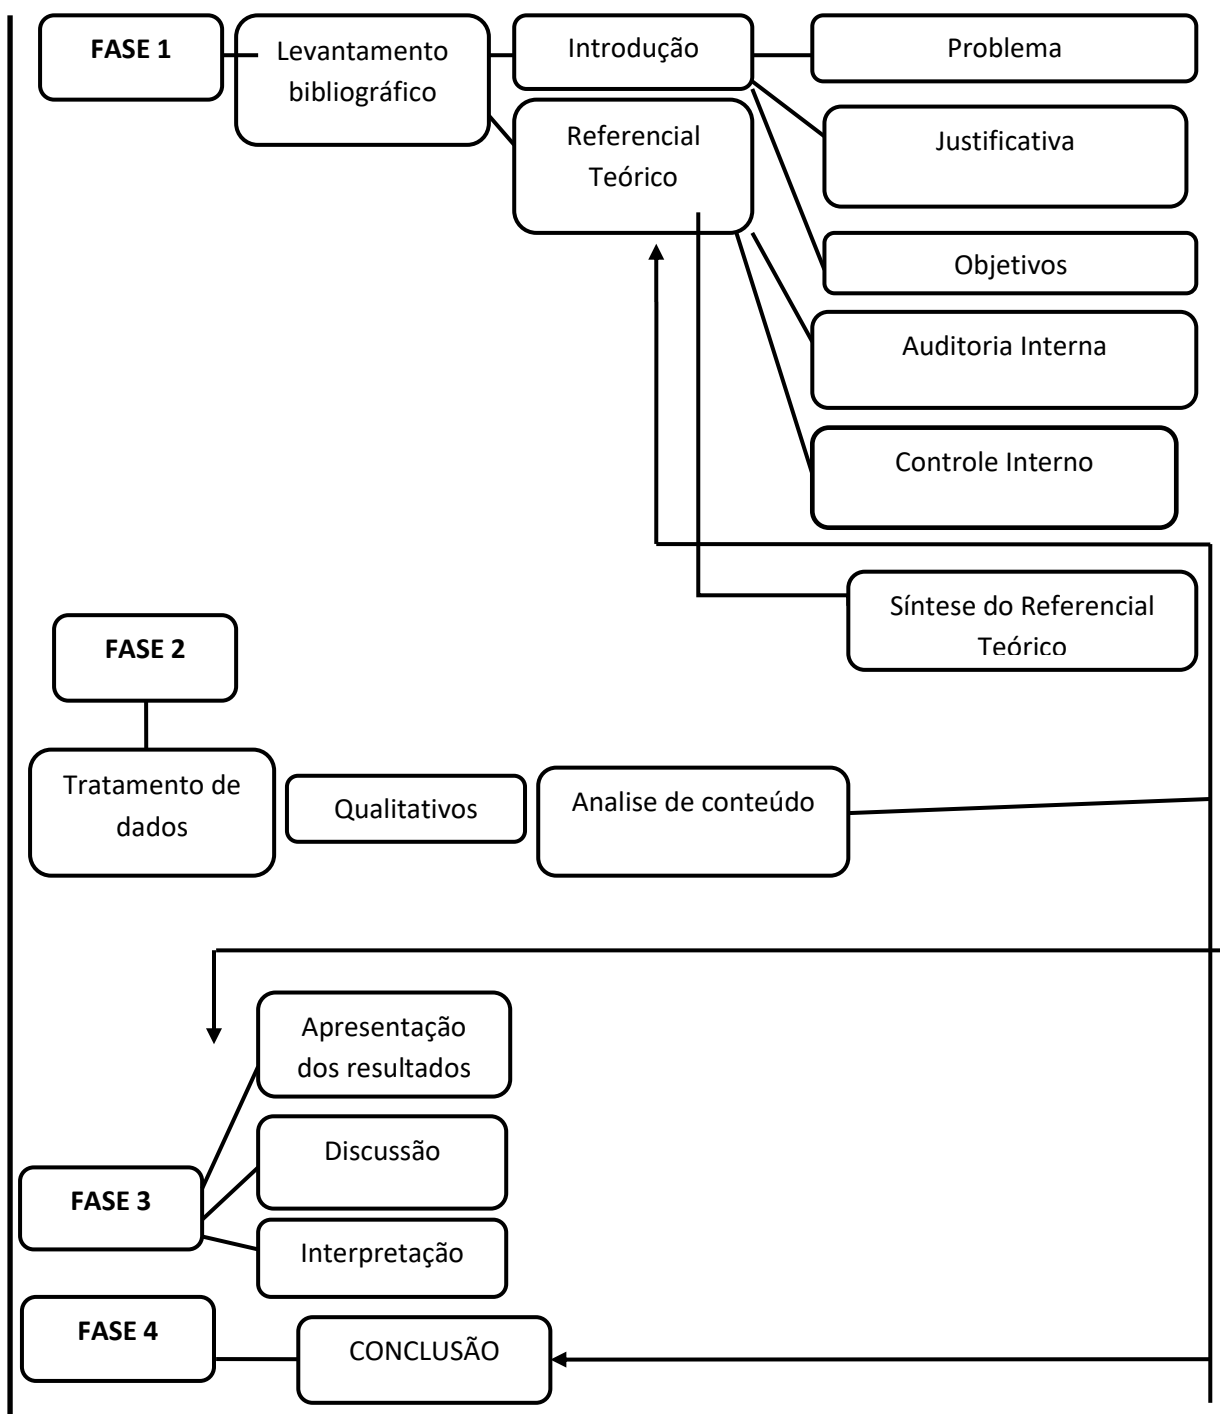 FASE 1
Levantamento
bibliográfico
Introdução
Problema
Referencial
Teórico
Justificativa
Objetivos
Auditoria Interna
Controle Interno
Síntese do Referencial
Teórico
FASE 2
Tratamento de
dados
Qualitativos
Analise de conteúdo
Apresentação
dos resultados
Discussão
FASE 3
Interpretação
FASE 4
CONCLUSÃO